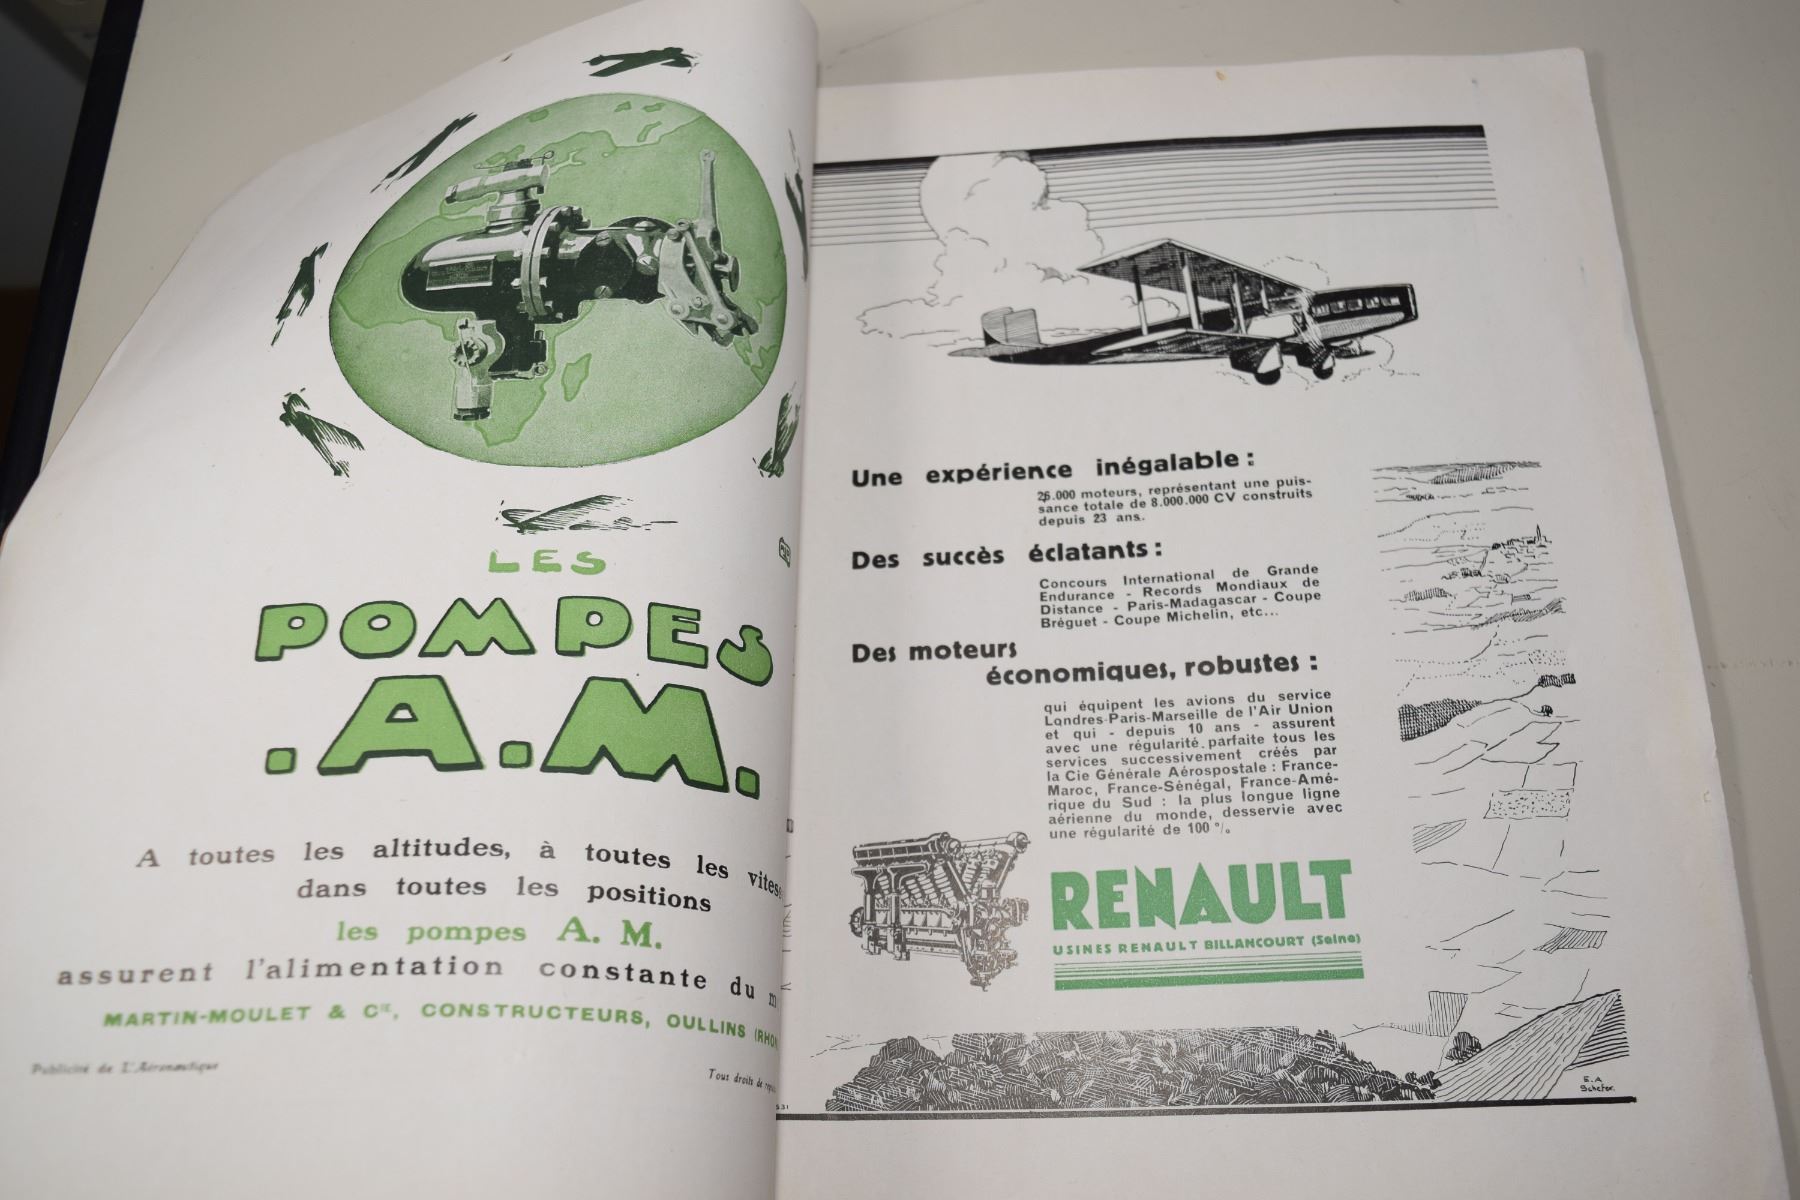 LES
POMPES
.A.M.
A toutes les altitudes, à toutes les
dans toutes les positions
les pompes A. M.
assurent l'alimentation constante du
MARTIN-MOULET & Cie, CONSTRUCTEURS, OULLINS
Publicité de L'Aéronautique
Tous droits de
Une expérience inégalable :
26.000 moteurs, représentant une puis-
sance totale de 8.000.000 CV construits
depuis 23 ans.
Des succès éclatants :
Concours International de Grande
Endurance - Records Mondiaux de
Distance - Paris-Madagascar - Coupe
Bréguet - Coupe Michelin, etc...
Des moteurs
économiques, robustes :
qui équipent les avions du service
Londres-Paris-Marseille de l'Air Union
et qui - depuis 10 ans - assurent
avec une régularité parfaite tous les
services successivement créés par
la Cie Générale Aérospostale : France-
Maroc, France-Sénégal, France-Amé-
rique du Sud : la plus longue ligne
aérienne du monde, desservie avec
une régularité de 100 %.
RENAULT
USINES RENAULT BILLANCOURT (Seine)
E.A
Schefer.